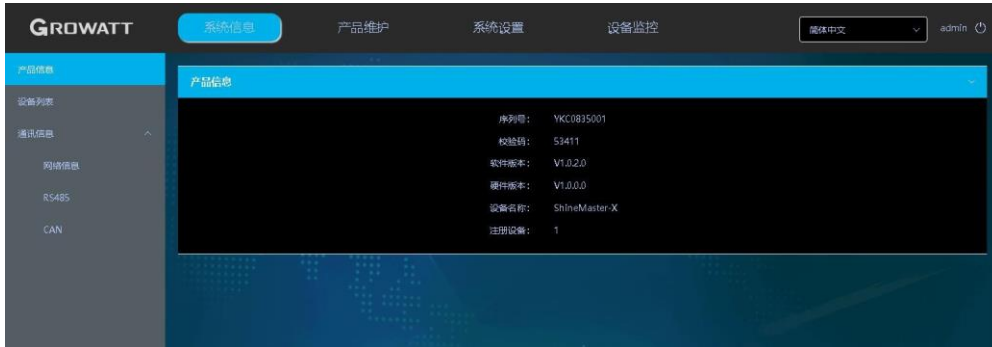 GROWATT
系统信息 产品维护 系统设置 设备监控 简体中文 admin
产品信息
设备列表
通讯信息
网络信息
RS485
CAN
产品信息
序列号: YKC0835001
校验码: 53411
软件版本: V1.0.2.0
硬件版本: V1.0.0.0
设备名称: ShineMaster-X
注册设备: 1